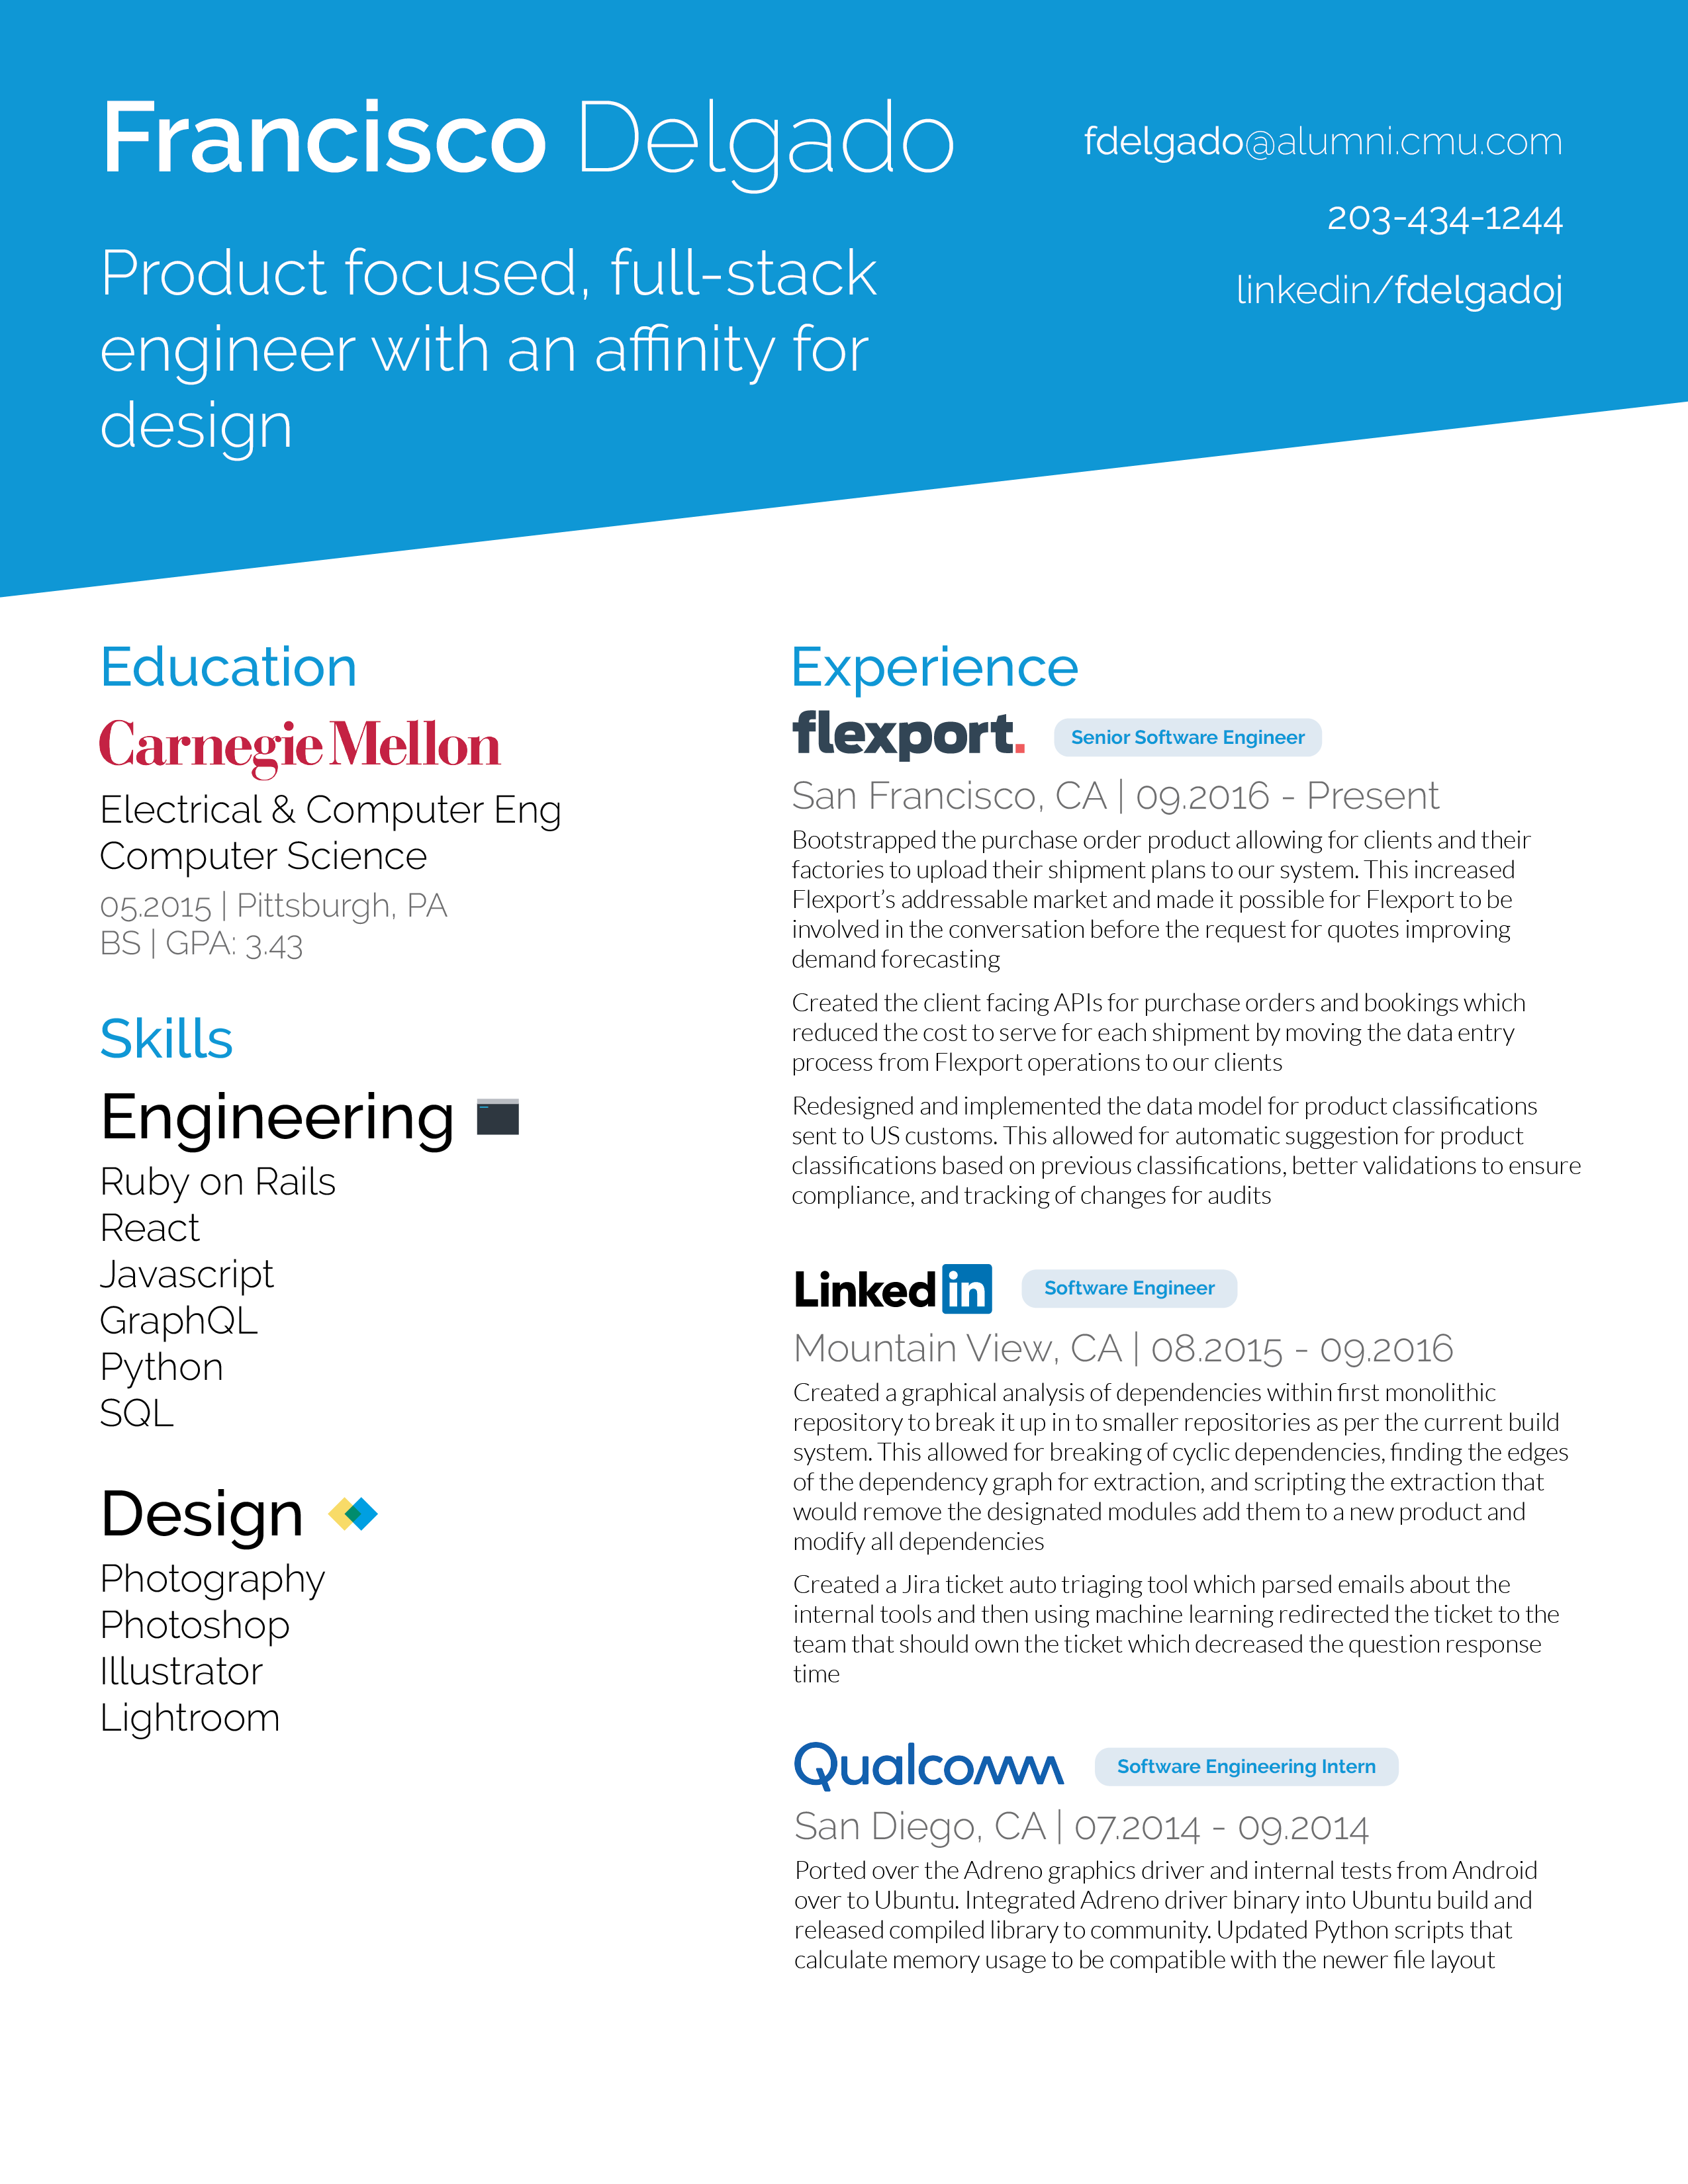 Francisco Delgado
Product focused, full-stack
engineer with an affinity for
design
fdelgado@alumni.cmu.com
203-434-1244
linkedin/fdelgadoj
Education
Carnegie Mellon
Electrical & Computer Eng
Computer Science
05.2015 | Pittsburgh, PA
BS | GPA: 3.43
Skills
Engineering
Ruby on Rails
React
Javascript
GraphQL
Python
SQL
Design
Photography
Photoshop
Illustrator
Lightroom
Experience
flexport. Senior Software Engineer
San Francisco, CA | 09.2016 - Present
Bootstrapped the purchase order product allowing for clients and their
factories to upload their shipment plans to our system. This increased
Flexport’s addressable market and made it possible for Flexport to be
involved in the conversation before the request for quotes improving
demand forecasting
Created the client facing APIs for purchase orders and bookings which
reduced the cost to serve for each shipment by moving the data entry
process from Flexport operations to our clients
Redesigned and implemented the data model for product classifications
sent to US customs. This allowed for automatic suggestion for product
classifications based on previous classifications, better validations to ensure
compliance, and tracking of changes for audits
Linkedin Software Engineer
Mountain View, CA | 08.2015 - 09.2016
Created a graphical analysis of dependencies within first monolithic
repository to break it up in to smaller repositories as per the current build
system. This allowed for breaking of cyclic dependencies, finding the edges
of the dependency graph for extraction, and scripting the extraction that
would remove the designated modules add them to a new product and
modify all dependencies
Created a Jira ticket auto triaging tool which parsed emails about the
internal tools and then using machine learning redirected the ticket to the
team that should own the ticket which decreased the question response
time
Qualcomm Software Engineering Intern
San Diego, CA | 07.2014 - 09.2014
Ported over the Adreno graphics driver and internal tests from Android
over to Ubuntu. Integrated Adreno driver binary into Ubuntu build and
released compiled library to community. Updated Python scripts that
calculate memory usage to be compatible with the newer file layout